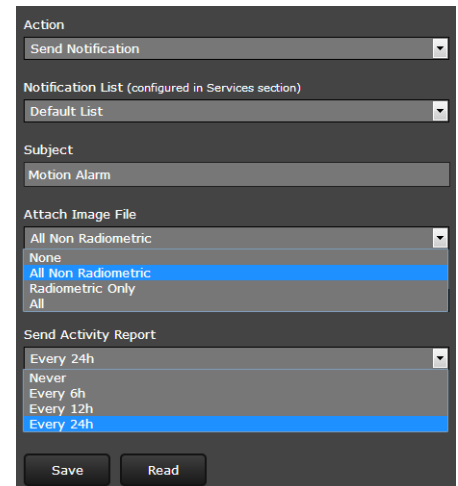 Action
Send Notification
Notification List (configured in Services section)
Default List
Subject
Motion Alarm
Attach Image File
All Non Radiometric
None
All Non Radiometric
Radiometric Only
All
Send Activity Report
Every 24h
Never
Every 6h
Every 12h
Every 24h
Save Read